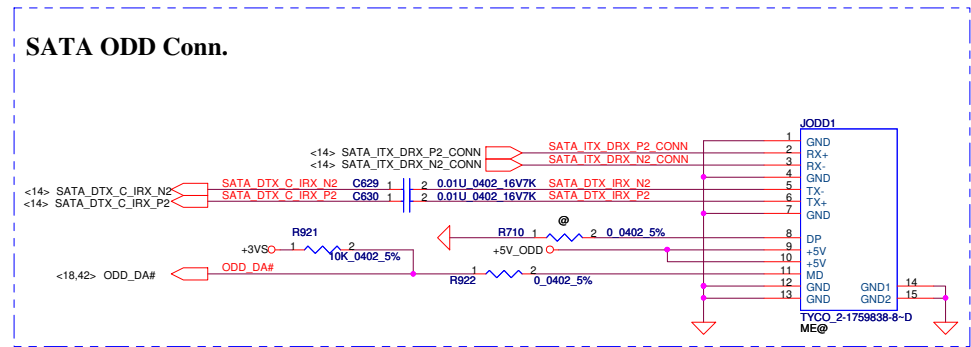 SATA ODD Conn.
JODD1
1 GND
<14> SATA_ITX_DRX_P2_CONN SATA_ITX_DRX_P2_CONN 2 RX+
<14> SATA_ITX_DRX_N2_CONN SATA_ITX_DRX_N2_CONN 3 RX-
4 GND
<14> SATA_DTX_C_IRX_N2 SATA_DTX_C_IRX_N2 C629 1 2 0.01U_0402_16V7K SATA_DTX_IRX_N2 5 TX-
<14> SATA_DTX_C_IRX_P2 SATA_DTX_C_IRX_P2 C630 1 2 0.01U_0402_16V7K SATA_DTX_IRX_P2 6 TX+
7 GND
@
R921 R710 1 2 0_0402_5% 8 DP
+3VS 1 2 +5V_ODD 9 +5V
10K_0402_5% 10 +5V
<18,42> ODD_DA# ODD_DA# 1 2 11 MD
R922 0_0402_5% 12 GND GND1 14
13 GND GND2 15
TYCO_2-1759838-8~D
ME@